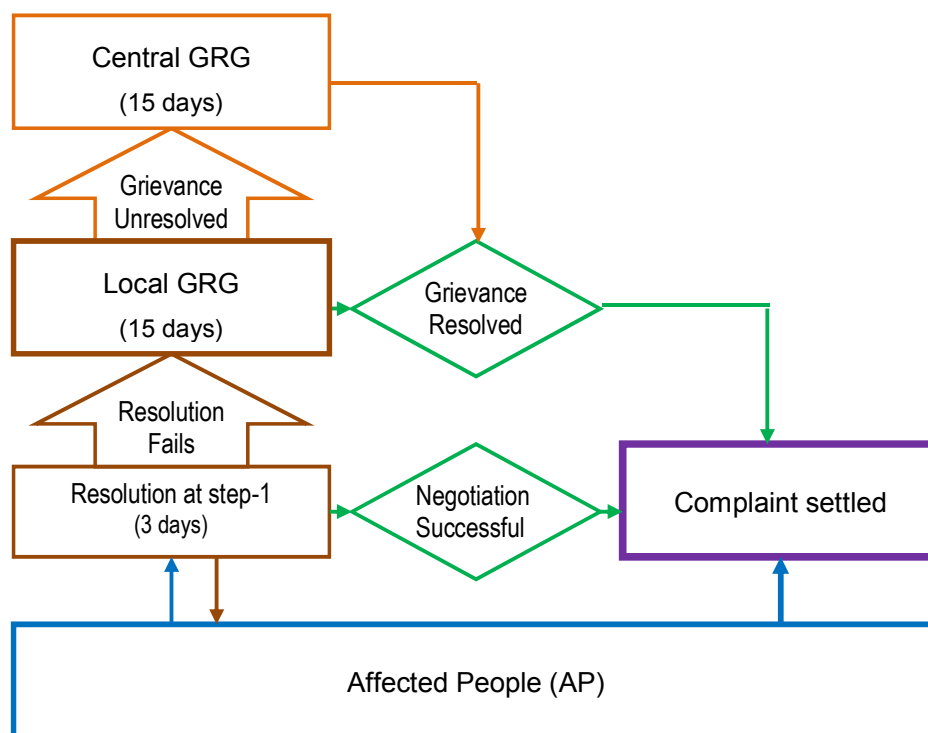 Central GRG
(15 days)
Grievance
Unresolved
Local GRG
(15 days)
Grievance
Resolved
Resolution
Fails
Resolution at step-1
(3 days)
Negotiation
Successful
Complaint settled
Affected People (AP)